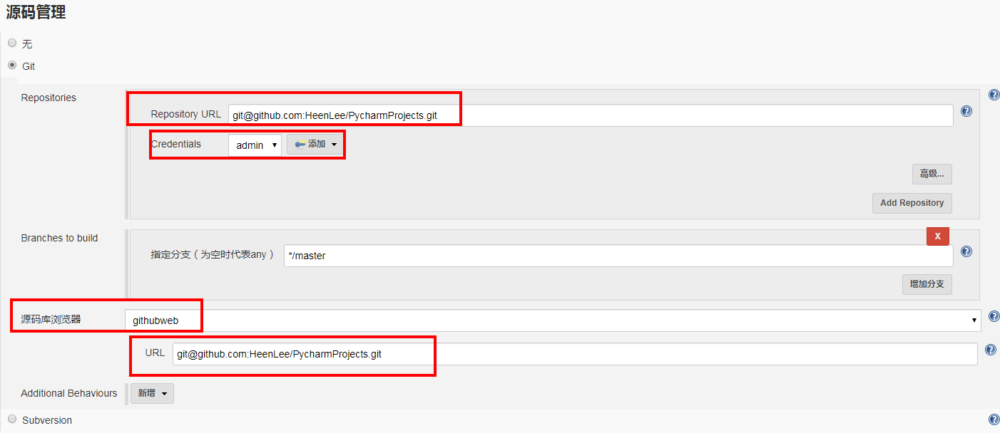 源码管理
无
Git
Repositories
Repository URL git@github.com:HeenLee/PycharmProjects.git
Credentials admin 添加
高级...
Add Repository
Branches to build
X
指定分支（为空时代表any） */master
增加分支
源码库浏览器 githubweb
URL git@github.com:HeenLee/PycharmProjects.git
Additional Behaviours 新增
Subversion